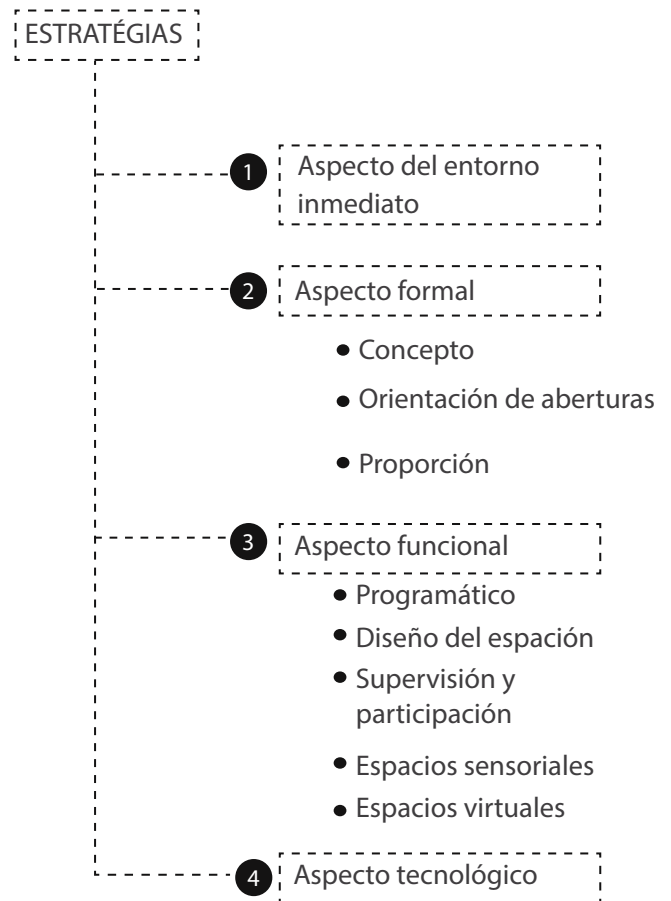 ESTRATÉGIAS
1 Aspecto del entorno
inmediato
2 Aspecto formal
• Concepto
• Orientación de aberturas
• Proporción
3 Aspecto funcional
• Programático
• Diseño del espación
• Supervisión y
participación
• Espacios sensoriales
• Espacios virtuales
4 Aspecto tecnológico